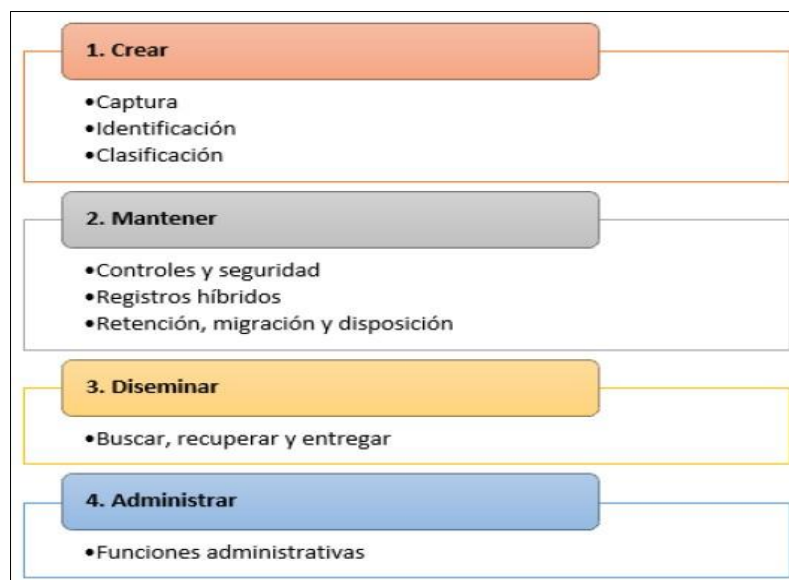 1. Crear
•Captura
•Identificación
•Clasificación
2. Mantener
•Controles y seguridad
•Registros híbridos
•Retención, migración y disposición
3. Diseminar
•Buscar, recuperar y entregar
4. Administrar
•Funciones administrativas